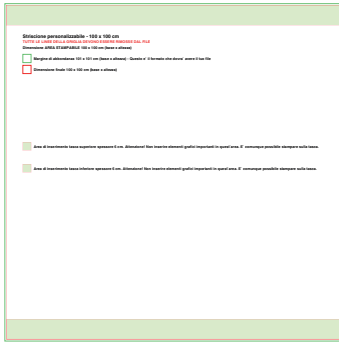 Striscione personalizzabile - 100 x 100 cm
TUTTE LE LINEE DELLA GRIGLIA DEVONO ESSERE RIMOSSE DAL FILE
Dimensione AREA STAMPABILE 100 x 100 cm (base x altezza)
Margine di abbondanza 101 x 101 cm (base x altezza) - Questo e' il formato che dovra' avere il tuo file
Dimensione finale 100 x 100 cm (base x altezza)
Area di inserimento tasca superiore spessore 6 cm. Attenzione! Non inserire elementi grafici importanti in quest area. E' comunque possibile stampare sulla tasca.
Area di inserimento tasca inferiore spessore 6 cm. Attenzione! Non inserire elementi grafici importanti in quest area. E' comunque possibile stampare sulla tasca.